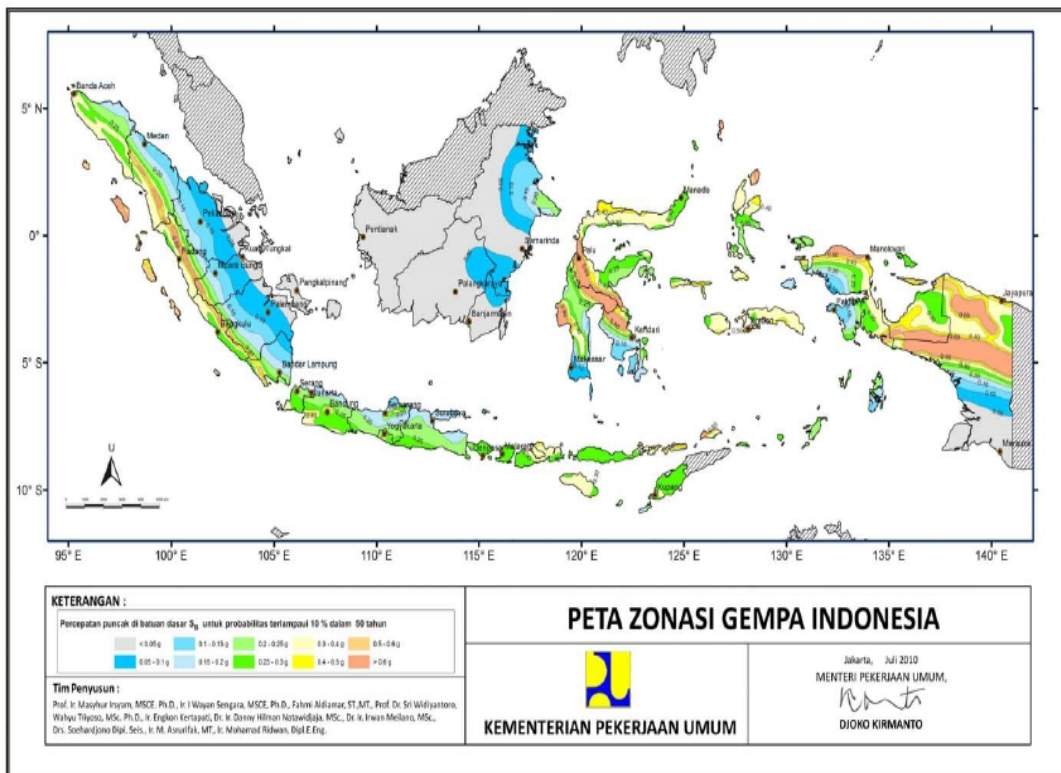 Banda Aceh
5° N
Medan
Manado
0°
Pontianak
Samarinda
Palu
Manokwari
Padang
Muara Bungo
Pangkalpinang
Palangkaraya
Jayapura
Palembang
Bengkulu
Banjarmasin
Kendari
5° S
Bandar Lampung
Makassar
Serang
Jakarta
Bandung
Semarang
Surabaya
Yogyakarta
Mataram
U
Kupang
10° S
95° E
100° E
105° E
110° E
115° E
120° E
125° E
130° E
135° E
140° E
KETERANGAN :
Percepatan puncak di batuan dasar SB untuk probabilitas terlampaui 10 % dalam 50 tahun
< 0.05 g
0.1 - 0.15 g
0.2 - 0.25 g
0.3 - 0.4 g
0.5 - 0.6 g
0.05 - 0.1 g
0.15 - 0.2 g
0.25 - 0.3 g
0.4 - 0.5 g
> 0.6 g
Tim Penyusun :
Prof. Ir. Masyhur Irsyam, MSCE. Ph.D., Ir. I Wayan Sengara, MSCE, Ph.D., Fahmi Aldiamar, ST.,MT., Prof. Dr. Sri Widiyantoro,
Wahyu Triyoso, MSc. Ph.D., Ir. Engkon Kertapati, DR. Ir. Danny Hilman Natawidjaja, MSc., Dr. Ir. Irwan Meilano, MSc.,
Drs. Soehardjono Dipl. Seis., Ir. M. Asrurifak, MT., Ir. Mohamad Ridwan, Dipl.E.Eng.
PETA ZONASI GEMPA INDONESIA
KEMENTERIAN PEKERJAAN UMUM
Jakarta, Juli 2010
MENTERI PEKERJAAN UMUM,
DJOKO KIRMANTO